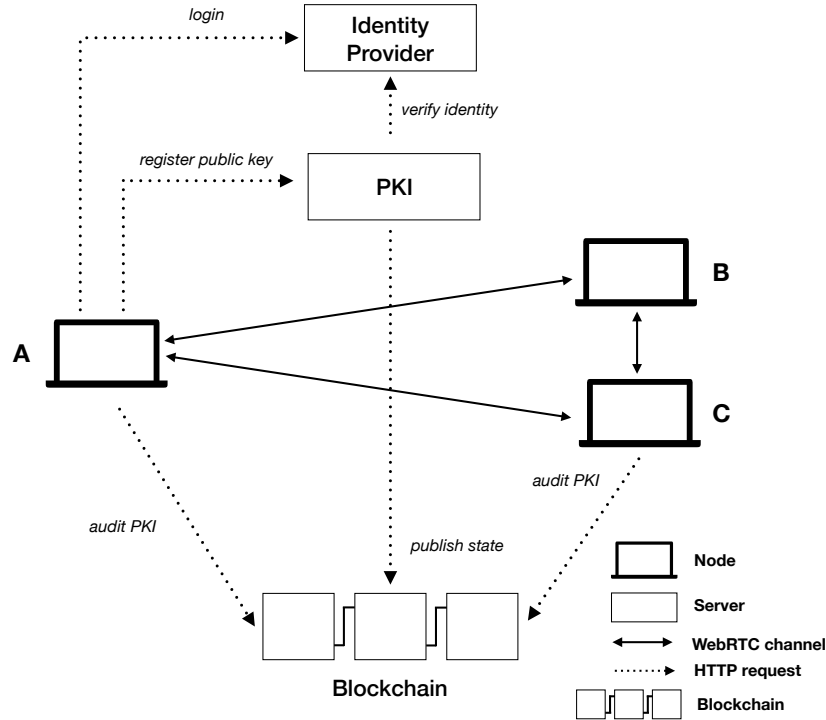 login
Identity
Provider
verify identity
register public key
PKI
B
A
C
audit PKI
audit PKI
publish state
Blockchain
Node
Server
WebRTC channel
HTTP request
Blockchain